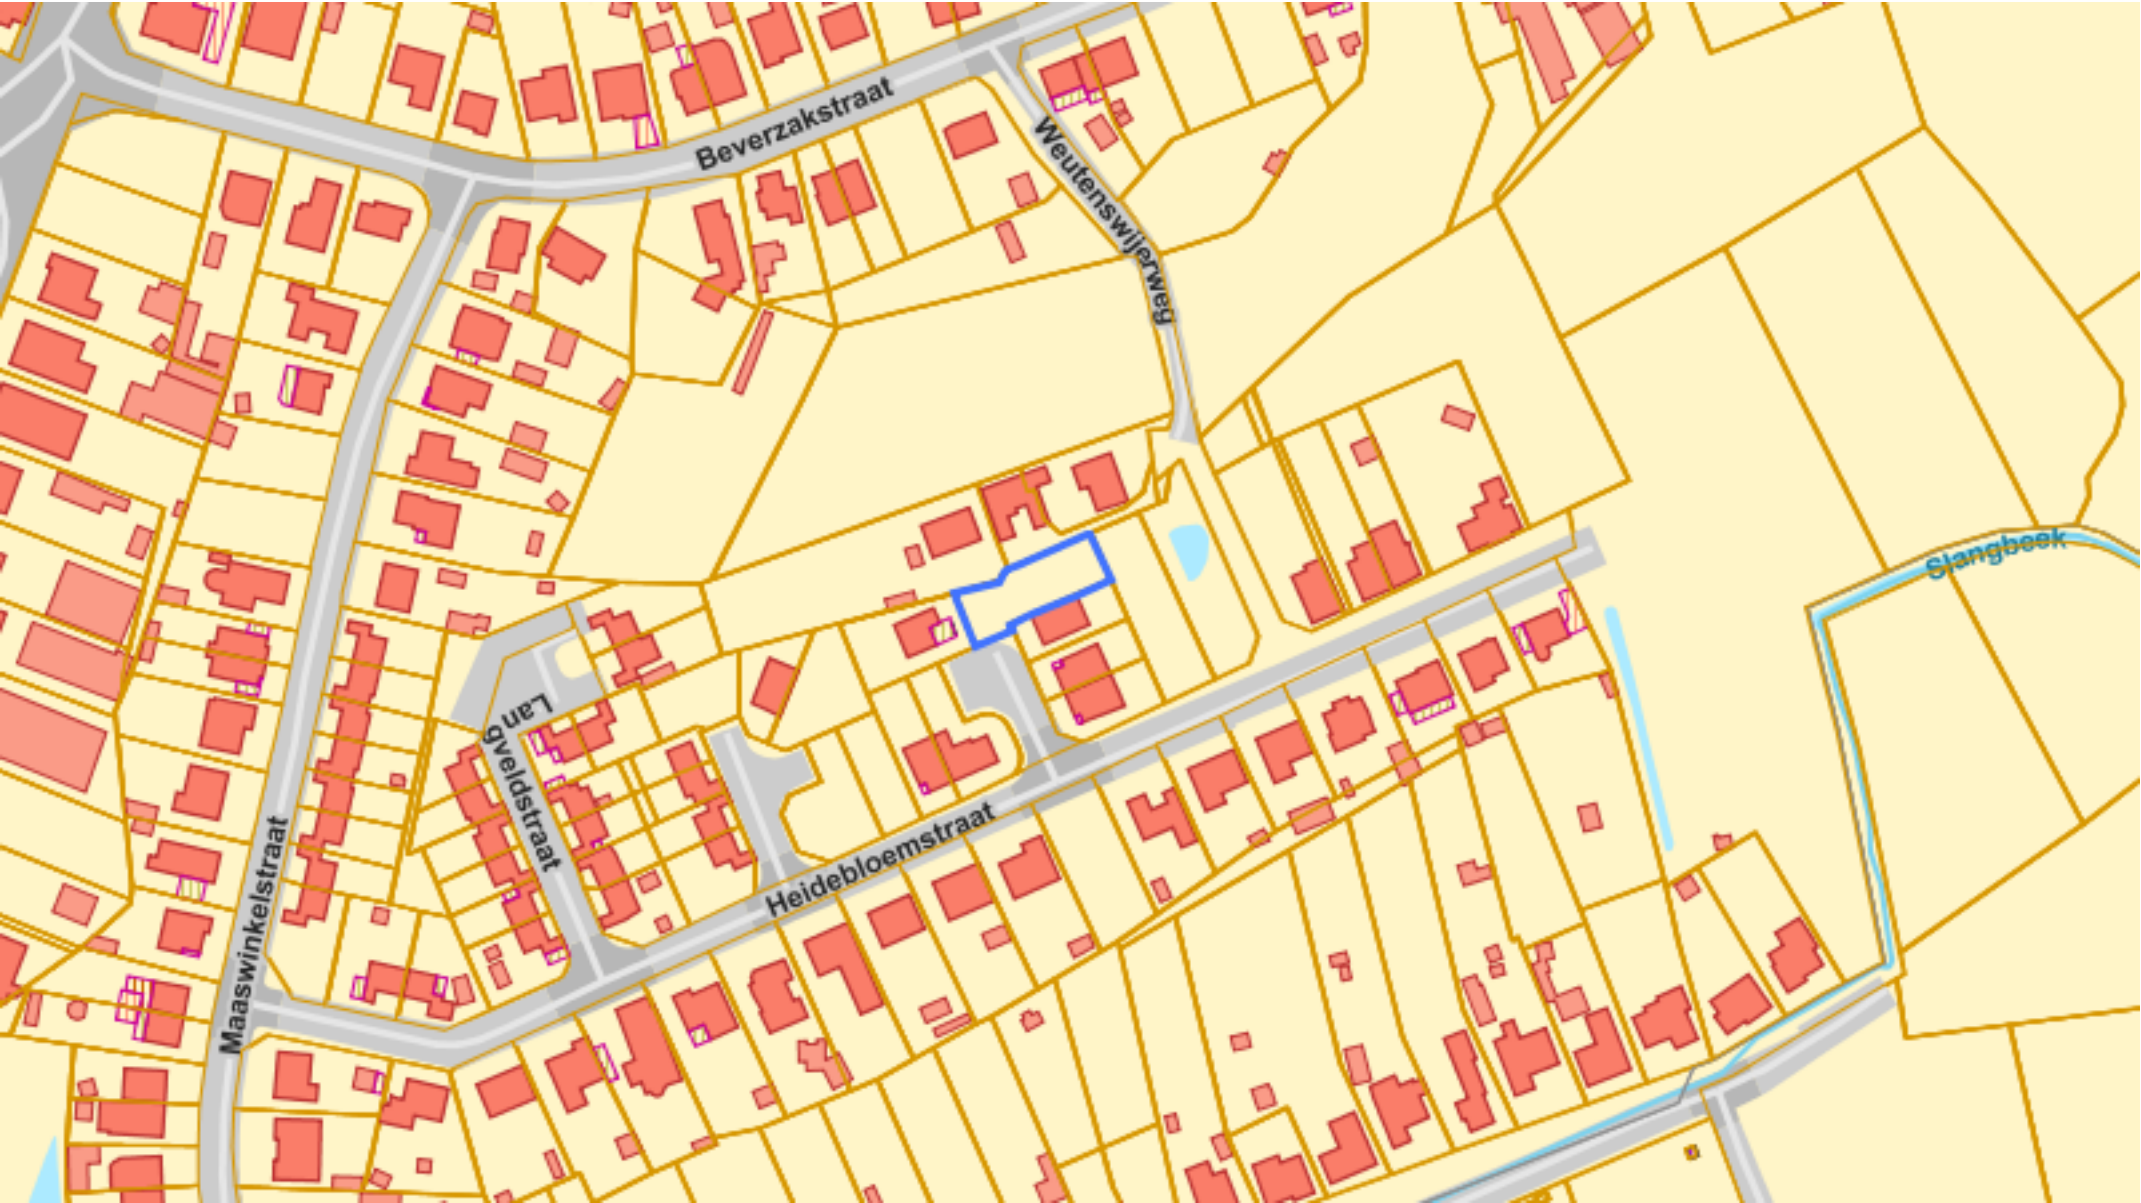 Beverzakstraat
Weutenswijerweg
Slangbeek
Langveldstraat
Heidebloemstraat
Maaswinkelstraat